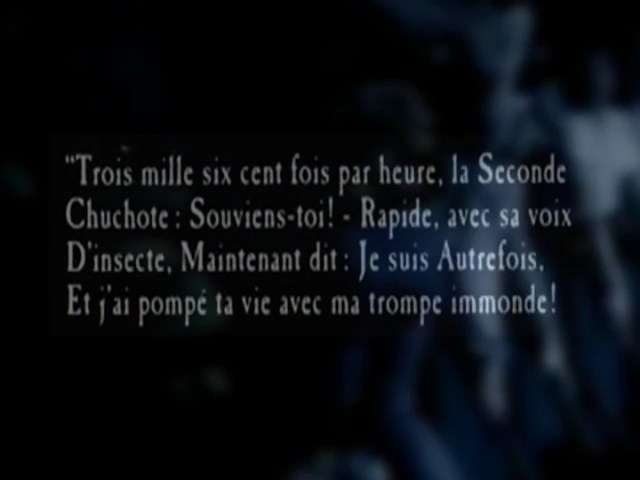 “Trois mille six cent fois par heure, la Seconde
Chuchote : Souviens-toi! - Rapide, avec sa voix
D'insecte, Maintenant dit : Je suis Autrefois,
Et j'ai pompé ta vie avec ma trompe immonde!